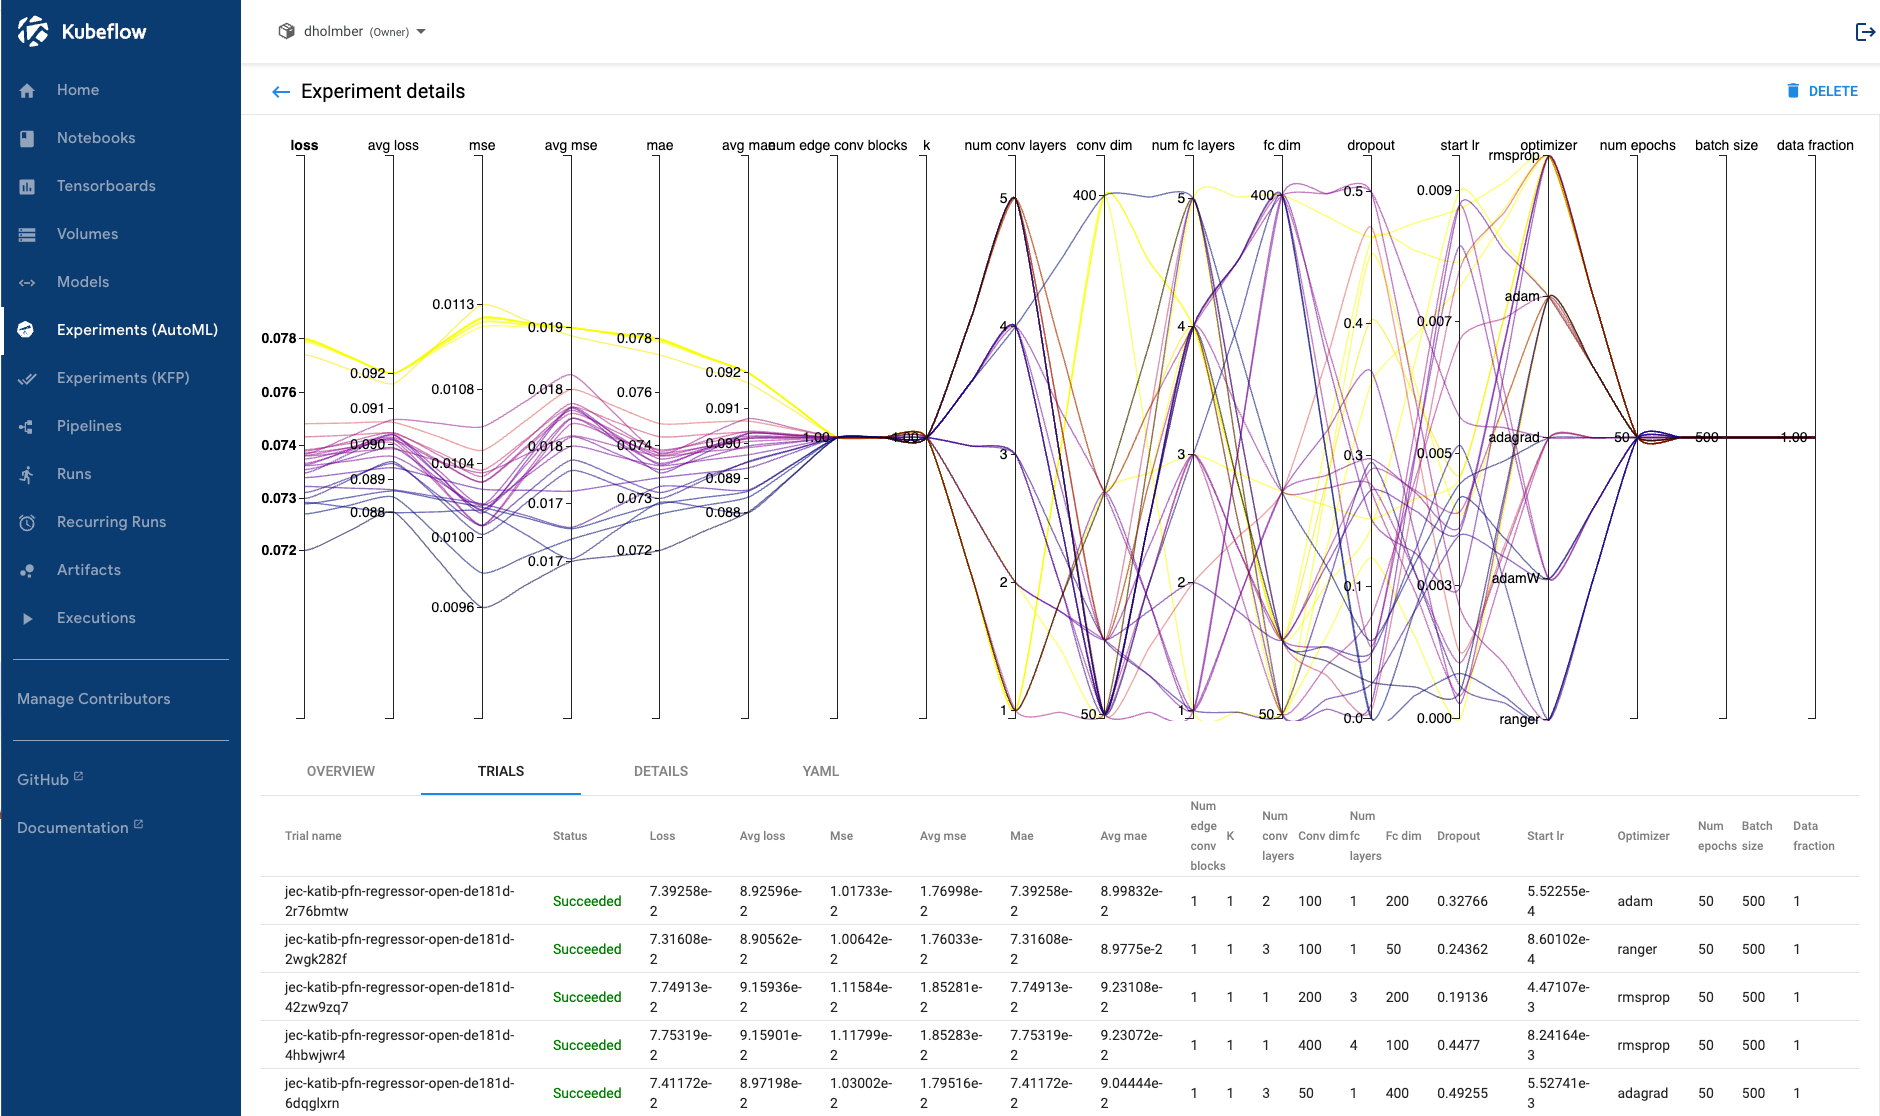 Kubeflow
dholmber (Owner)
Home
Notebooks
Tensorboards
Volumes
Models
Experiments (AutoML)
Experiments (KFP)
Pipelines
Runs
Recurring Runs
Artifacts
Executions
Manage Contributors
GitHub
Documentation
Experiment details
DELETE
loss avg loss mse avg mse mae avg mae num edge conv blocks k num conv layers conv dim num fc layers fc dim dropout start lr optimizer num epochs batch size data fraction
0.078
0.076
0.074
0.073
0.072
0.092
0.091
0.090
0.089
0.088
0.0113
0.0108
0.0104
0.0100
0.0096
0.019
0.018
0.018
0.017
0.017
0.078
0.076
0.074
0.073
0.072
0.092
0.091
0.090
0.089
0.088
1.00
1.00
5
4
3
2
1
400
50
5
4
3
2
1
400
50
0.5
0.4
0.3
0.1
0.0
0.009
0.007
0.005
0.003
0.000
rmsprop
adam
adagrad
adamW
ranger
50
500
1.00
OVERVIEW TRIALS DETAILS YAML
Trial name Status Loss Avg loss Mse Avg mse Mae Avg mae Num edge conv blocks K Num conv layers Conv dim Num fc layers Fc dim Dropout Start lr Optimizer Num epochs Batch size Data fraction
jec-katib-pfn-regressor-open-de181d-2r76bmtw Succeeded 7.39258e-2 8.92596e-2 1.01733e-2 1.76998e-2 7.39258e-2 8.99832e-2 1 1 2 100 1 200 0.32766 5.52255e-4 adam 50 500 1
jec-katib-pfn-regressor-open-de181d-2wgk282f Succeeded 7.31608e-2 8.90562e-2 1.00642e-2 1.76033e-2 7.31608e-2 8.9775e-2 1 1 3 100 1 50 0.24362 8.60102e-4 ranger 50 500 1
jec-katib-pfn-regressor-open-de181d-42zw9zq7 Succeeded 7.74913e-2 9.15936e-2 1.11584e-2 1.85281e-2 7.74913e-2 9.23108e-2 1 1 1 200 3 200 0.19136 4.47107e-3 rmsprop 50 500 1
jec-katib-pfn-regressor-open-de181d-4hbwjwr4 Succeeded 7.75319e-2 9.15901e-2 1.11799e-2 1.85283e-2 7.75319e-2 9.23072e-2 1 1 1 400 4 100 0.4477 8.24164e-3 rmsprop 50 500 1
jec-katib-pfn-regressor-open-de181d-6dqglxrn Succeeded 7.41172e-2 8.97198e-2 1.03002e-2 1.79516e-2 7.41172e-2 9.04444e-2 1 1 3 50 1 400 0.49255 5.52741e-3 adagrad 50 500 1